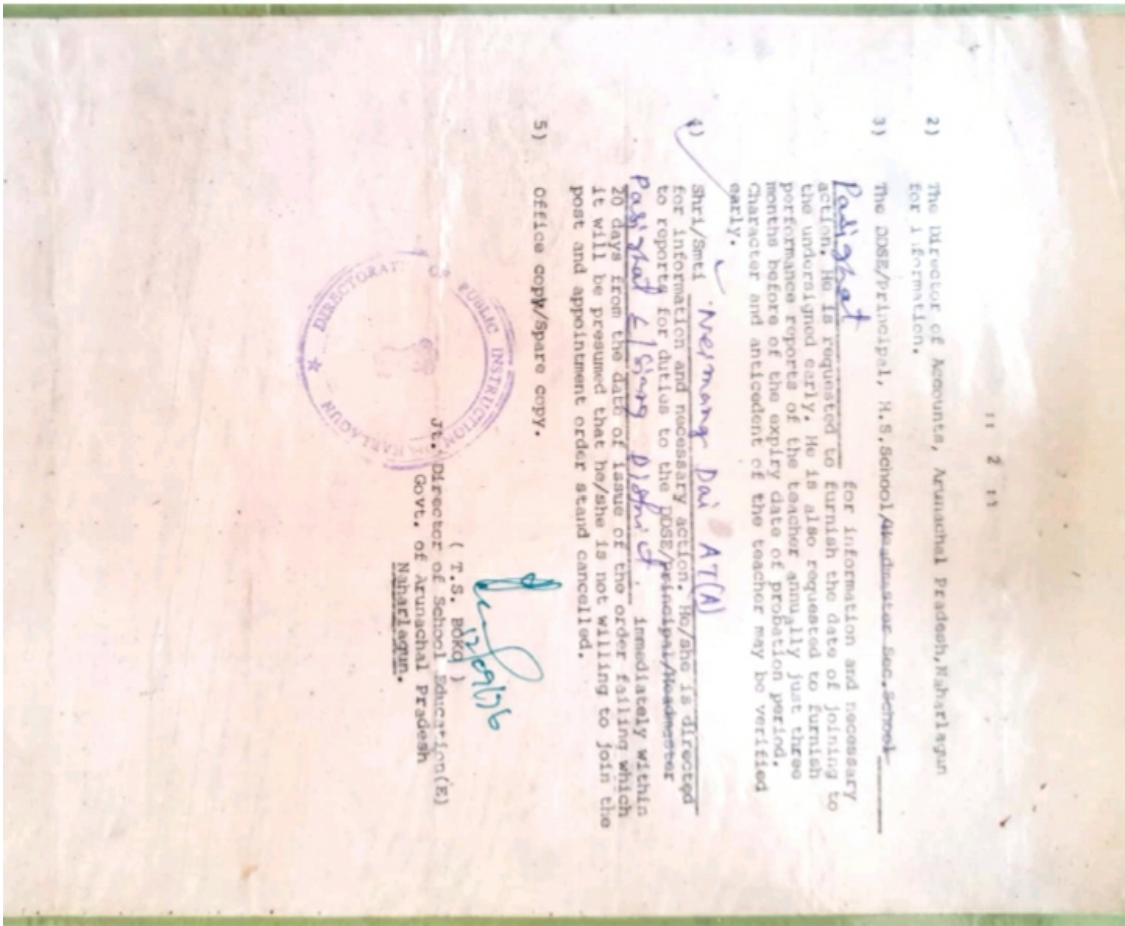 :: 2 ::
2) The Director of Accounts, Arunachal Pradesh,Naharlagun
for information.
3) The DDSE/principal, H.S.School/Headmaster Sec.School
Pasighat for information and necessary
action. He is requested to furnish the date of joining to
the undersigned early. He is also requested to furnish
performance reports of the teacher annually just three
months before of the expiry date of probation period.
Character and anticedent of the teacher may be verified
early.
4) Shri/Smti Dai AT(A)
for information and necessary action. He/she is directed
to reports for duties to the DDSE/principal/Headmaster
Pasighat E/Siang District. immediately within
20 days from the date of issue of the order failing which
it will be presumed that he/she is not willing to join the
post and appointment order stand cancelled.
5) Office copy/Spare copy.
DIRECTORATE OF PUBLIC INSTRUCTION
NAHARLAGUN
( T.S. )
Jt. Director of School Education(E)
Govt. of Arunachal Pradesh
Naharlagun.